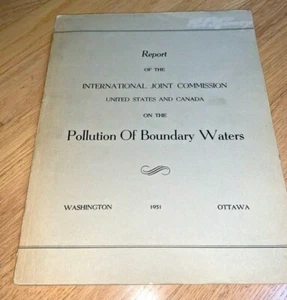 Report
OF THE
INTERNATIONAL JOINT COMMISSION
UNITED STATES AND CANADA
ON THE
Pollution Of Boundary Waters
WASHINGTON 1951 OTTAWA